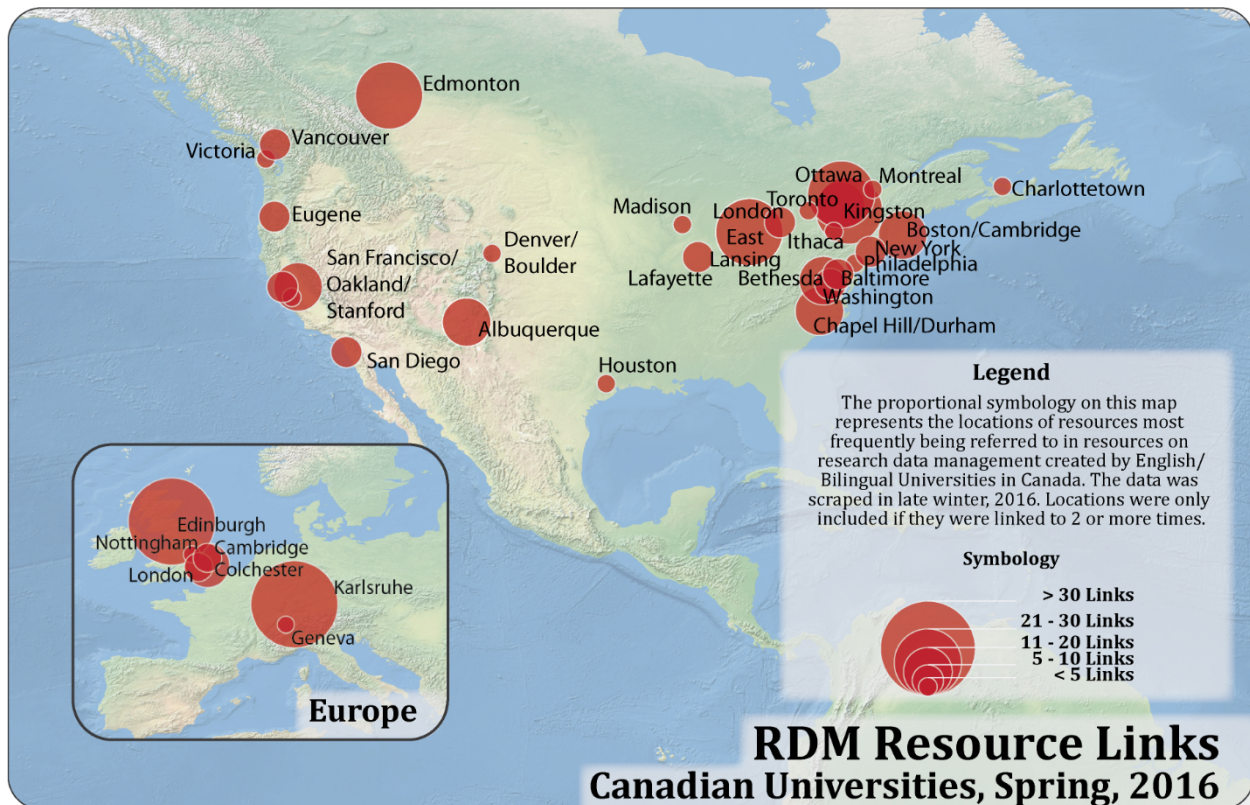 Edmonton
Vancouver
Victoria
Eugene
San Francisco/
Oakland/
Stanford
San Diego
Denver/
Boulder
Albuquerque
Houston
Madison
Lafayette
London
East
Lansing
Toronto
Ottawa
Montreal
Kingston
Ithaca
Charlottetown
Boston/Cambridge
New York
Philadelphia
Bethesda
Baltimore
Washington
Chapel Hill/Durham
Legend
The proportional symbology on this map
represents the locations of resources most
frequently being referred to in resources on
research data management created by English/
Bilingual Universities in Canada. The data was
scraped in late winter, 2016. Locations were only
included if they were linked to 2 or more times.
Symbology
> 30 Links
21 - 30 Links
11 - 20 Links
5 - 10 Links
< 5 Links
Edinburgh
Nottingham
Cambridge
London
Colchester
Karlsruhe
Geneva
Europe
RDM Resource Links
Canadian Universities, Spring, 2016